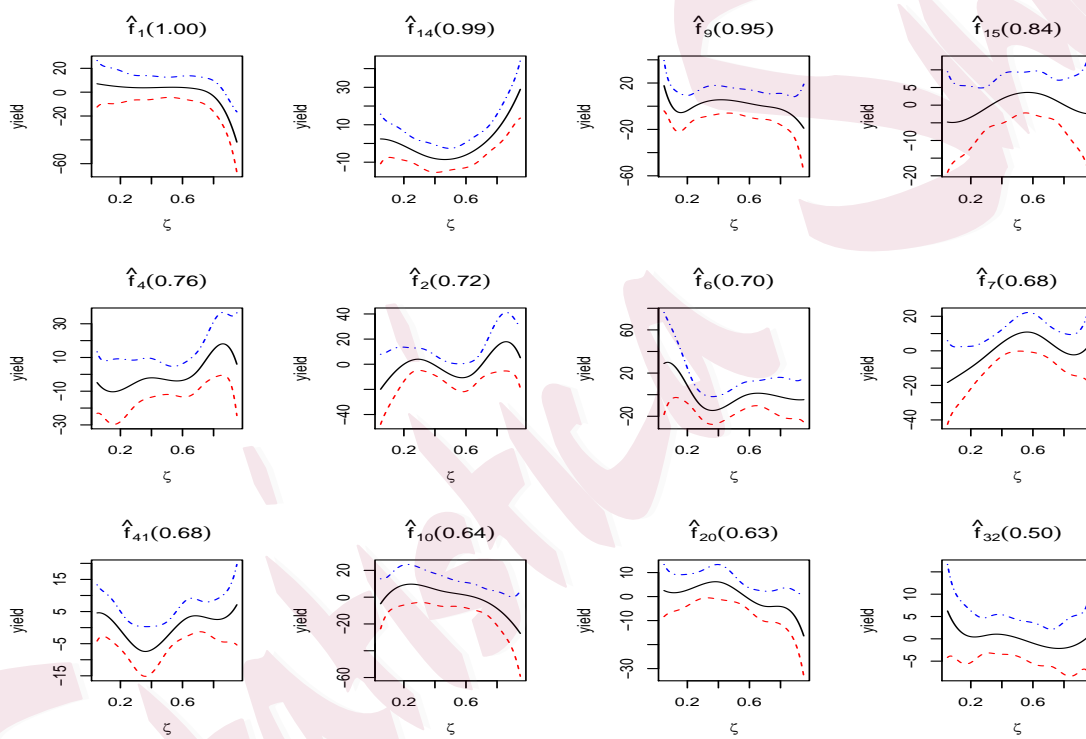 f̂₁(1.00)
yield
20
-20
-60
0.2 0.6
ζ
f̂₁₄(0.99)
yield
30
10
-10
0.2 0.6
ζ
f̂₉(0.95)
yield
20
-20
-60
0.2 0.6
ζ
f̂₁₅(0.84)
yield
5
0
-10
-20
0.2 0.6
ζ
f̂₄(0.76)
yield
30
10
-10
-30
0.2 0.6
ζ
f̂₂(0.72)
yield
40
20
0
-40
0.2 0.6
ζ
f̂₆(0.70)
yield
60
20
-20
0.2 0.6
ζ
f̂₇(0.68)
yield
20
0
-20
-40
0.2 0.6
ζ
f̂₄₁(0.68)
yield
15
5
-5
-15
0.2 0.6
ζ
f̂₁₀(0.64)
yield
20
-20
-60
0.2 0.6
ζ
f̂₂₀(0.63)
yield
10
0
-10
-30
0.2 0.6
ζ
f̂₃₂(0.50)
yield
10
5
0
-5
0.2 0.6
ζ